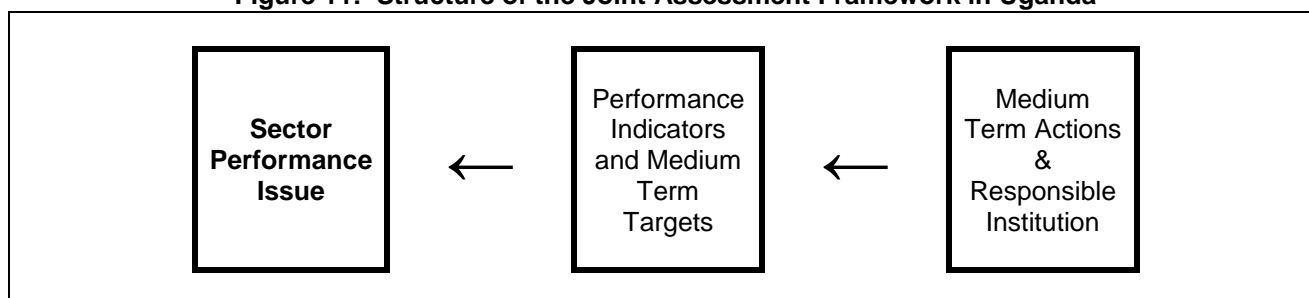 Figure 11: Structure of the Joint Assessment Framework in Uganda
Sector
Performance
Issue
Performance
Indicators
and Medium
Term
Targets
Medium
Term Actions
&
Responsible
Institution